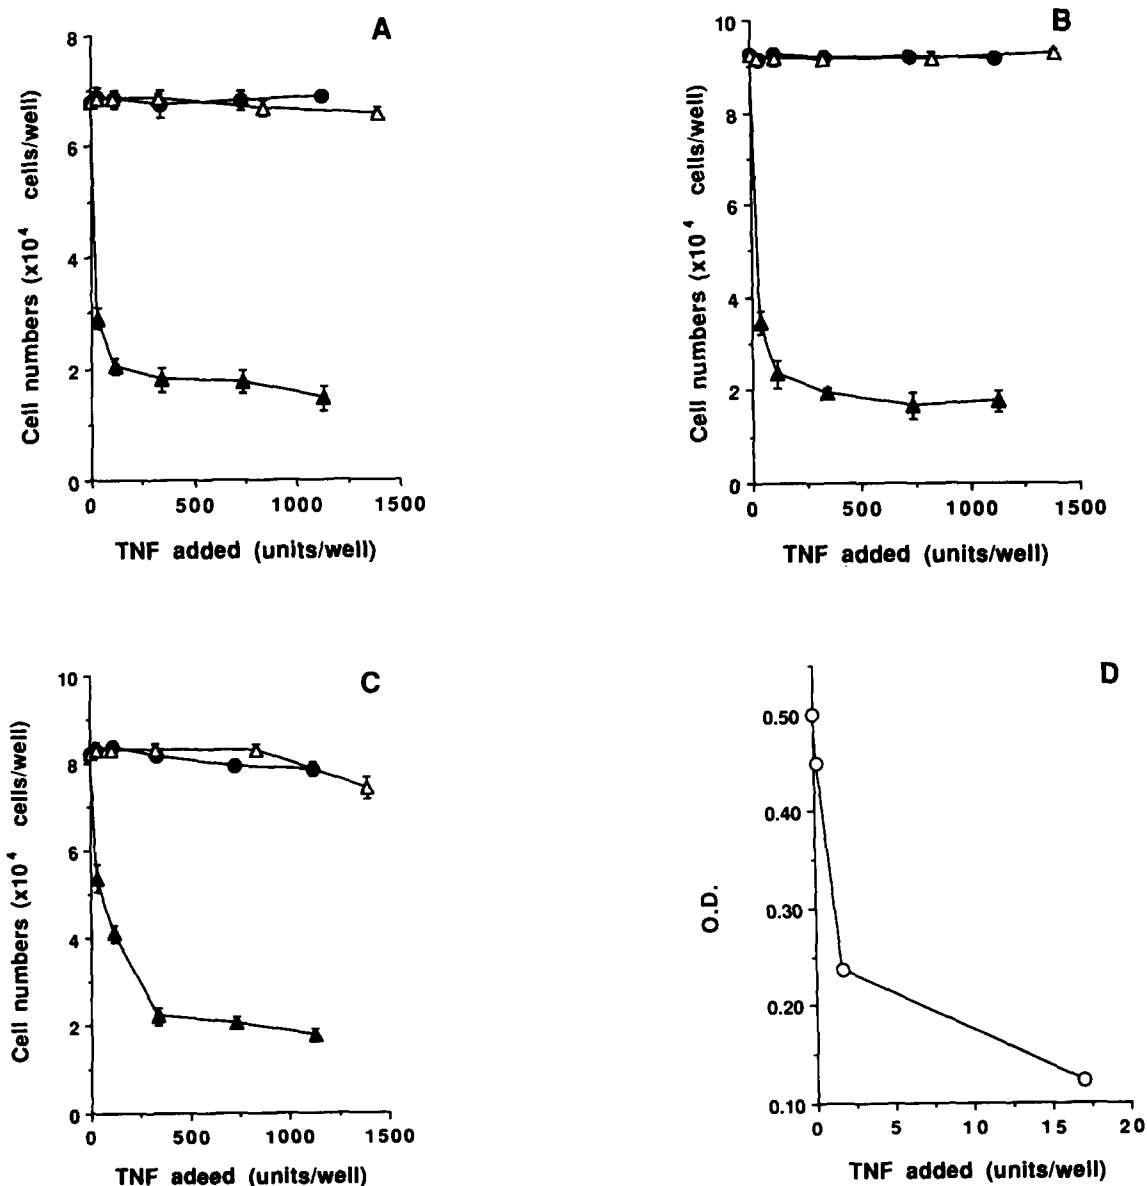 A
8
6
4
2
0
Cell numbers (x10⁴ cells/well)
0 500 1000 1500
TNF added (units/well)
B
10
8
6
4
2
0
Cell numbers (x10⁴ cells/well)
0 500 1000 1500
TNF added (units/well)
C
10
8
6
4
2
0
Cell numbers (x10⁴ cells/well)
0 500 1000 1500
TNF adeed (units/well)
D
0.50
0.40
0.30
0.20
0.10
O.D.
0 5 10 15 20
TNF added (units/well)